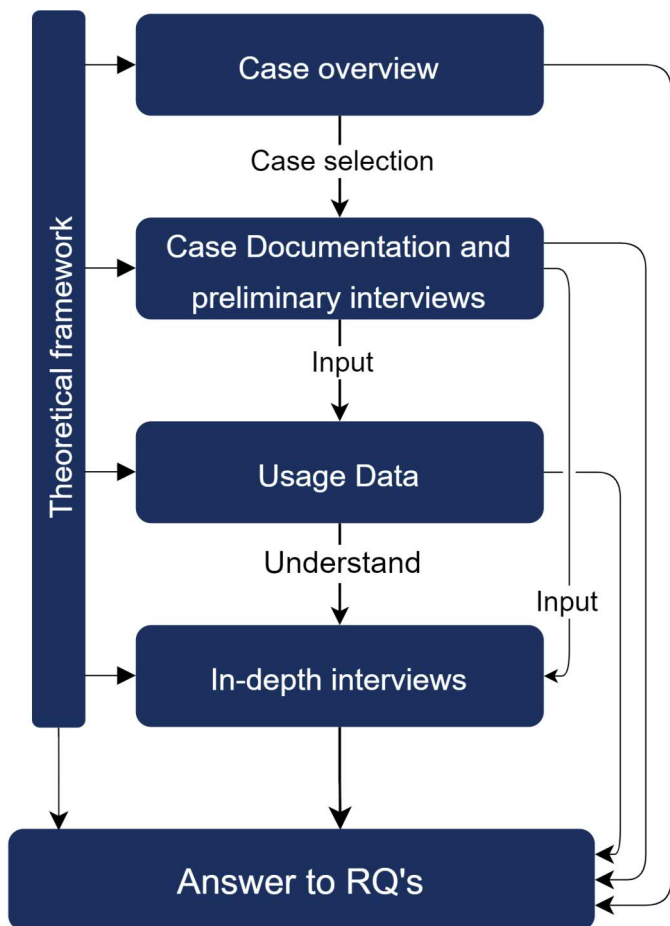 Theoretical framework
Case overview
Case selection
Case Documentation and
preliminary interviews
Input
Usage Data
Understand
Input
In-depth interviews
Answer to RQ's